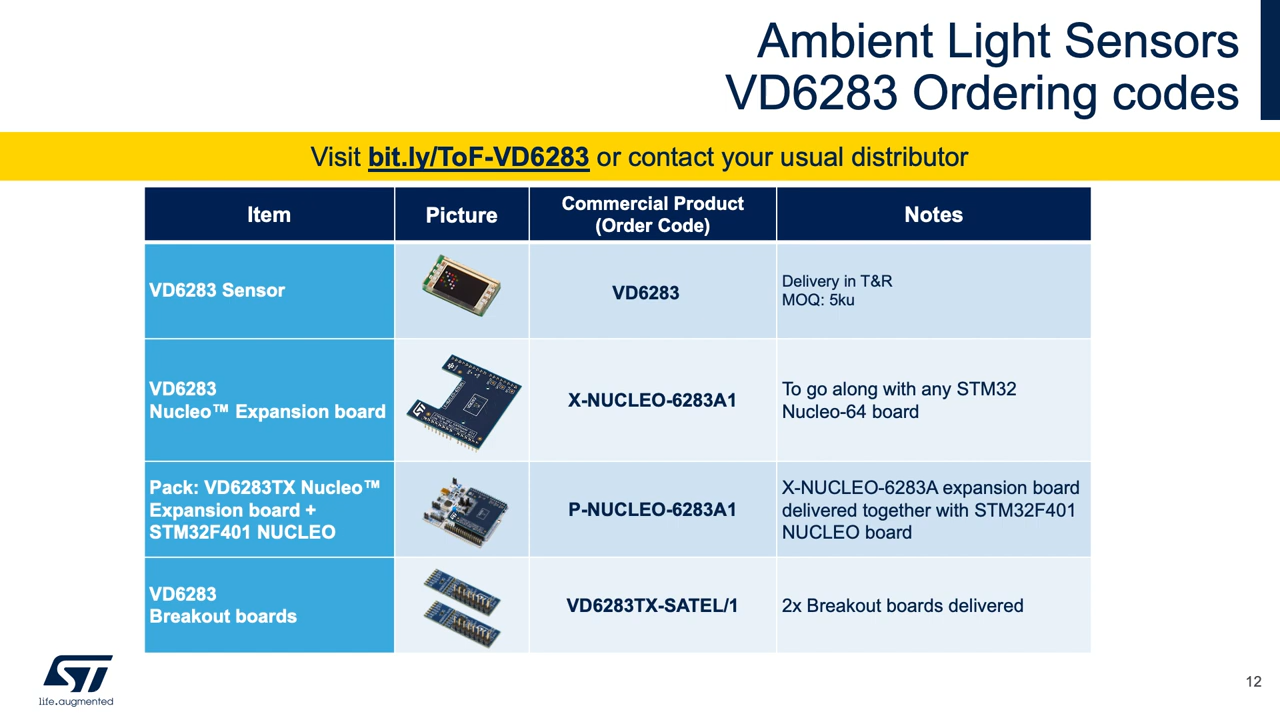 Ambient Light Sensors
VD6283 Ordering codes
Visit bit.ly/ToF-VD6283 or contact your usual distributor
Item
Picture
Commercial Product
(Order Code)
Notes
VD6283 Sensor
VD6283
Delivery in T&R
MOQ: 5ku
VD6283
Nucleo™ Expansion board
X-NUCLEO-6283A1
To go along with any STM32
Nucleo-64 board
Pack: VD6283TX Nucleo™
Expansion board +
STM32F401 NUCLEO
P-NUCLEO-6283A1
X-NUCLEO-6283A expansion board
delivered together with STM32F401
NUCLEO board
VD6283
Breakout boards
VD6283TX-SATEL/1
2x Breakout boards delivered
ST
life.augmented
12